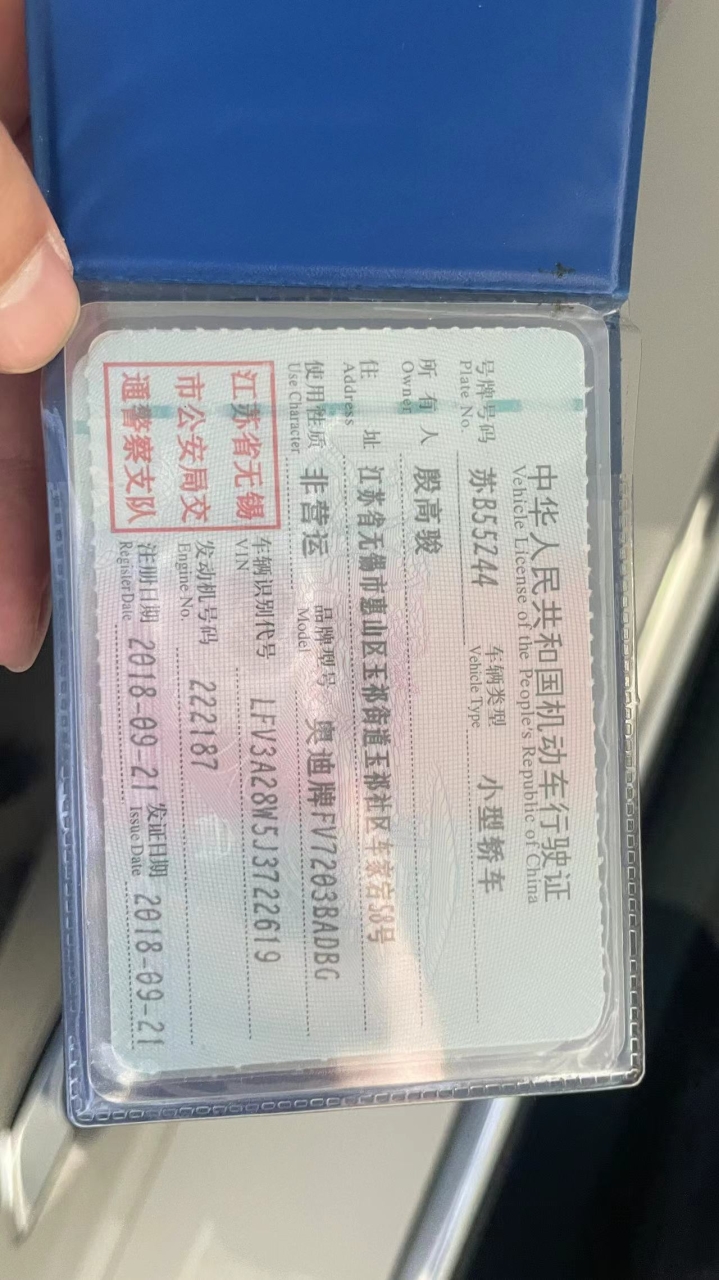 中华人民共和国机动车行驶证
Vehicle License of the People's Republic of China
号牌号码 苏B55Z44 车辆类型 小型轿车
Plate No. Vehicle Type
所有人 殷高骏
Owner
住址 江苏省无锡市惠山区玉祁街道玉祁社区车家宕58号
Address
使用性质 非营运 品牌型号 奥迪牌FV7203BADBG
Use Character Model
江苏省无锡市公安局交通警察支队
车辆识别代号 LFV3A28W5J3722619
VIN
发动机号码 222187
Engine No.
注册日期 2018-09-21 发证日期 2018-09-21
Register Date Issue Date